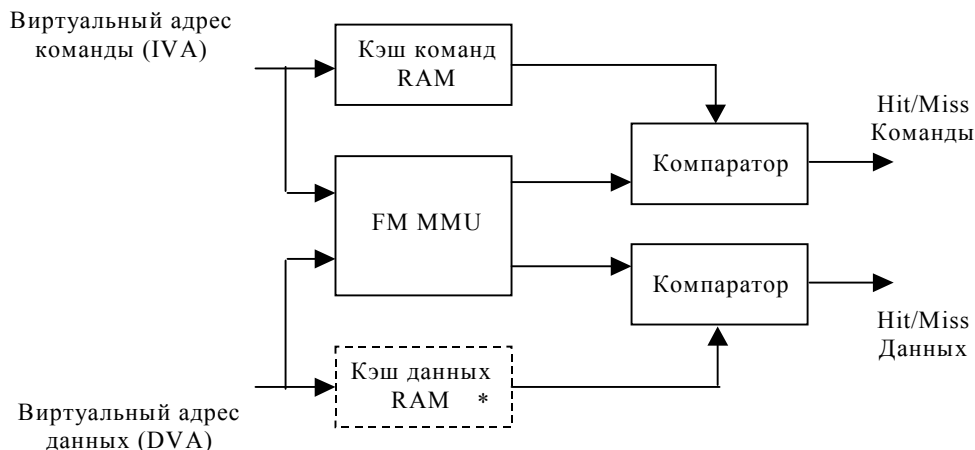 Виртуальный адрес
команды (IVA)
Кэш команд
RAM
Hit/Miss
Команды
Компаратор
FM MMU
Компаратор
Hit/Miss
Данных
Кэш данных
RAM *
Виртуальный адрес
данных (DVA)